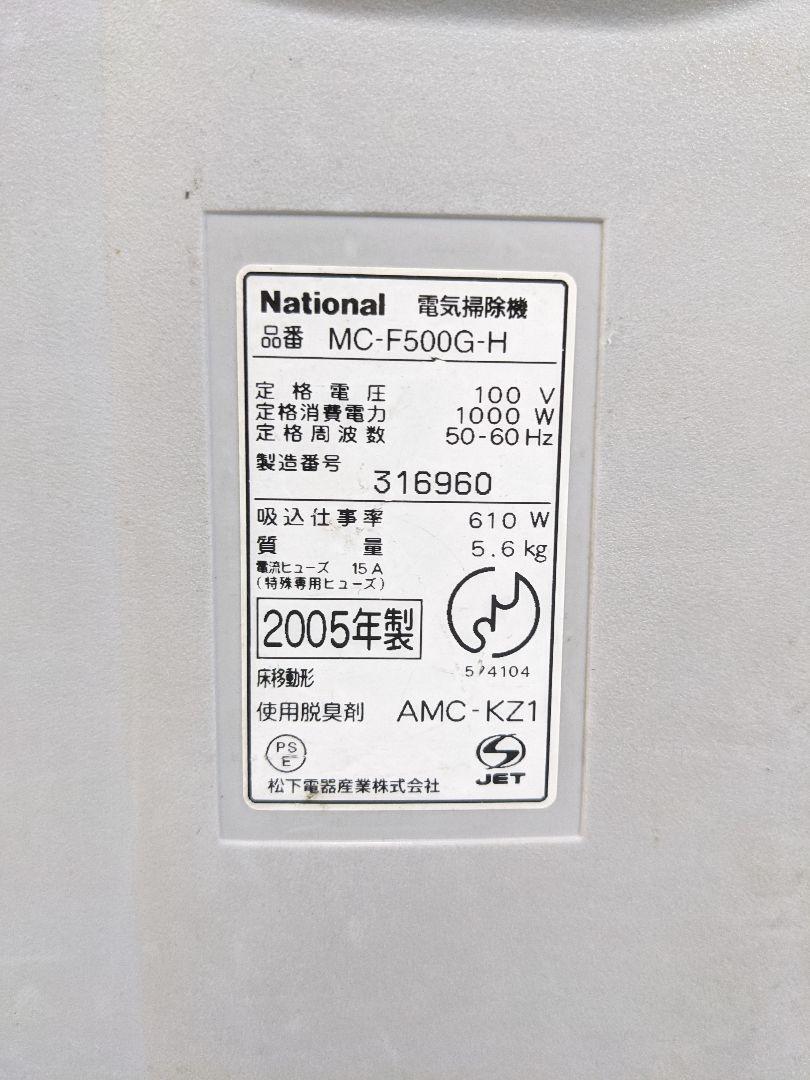 National 電気掃除機
品番 MC-F500G-H
定格電圧 100 V
定格消費電力 1000 W
定格周波数 50-60 Hz
製造番号
316960
吸込仕事率 610 W
質量 5.6 kg
電流ヒューズ 15 A
(特殊専用ヒューズ)
2005年製
床移動形
使用脱臭剤 AMC-KZ1
PS
E
JET
松下電器産業株式会社